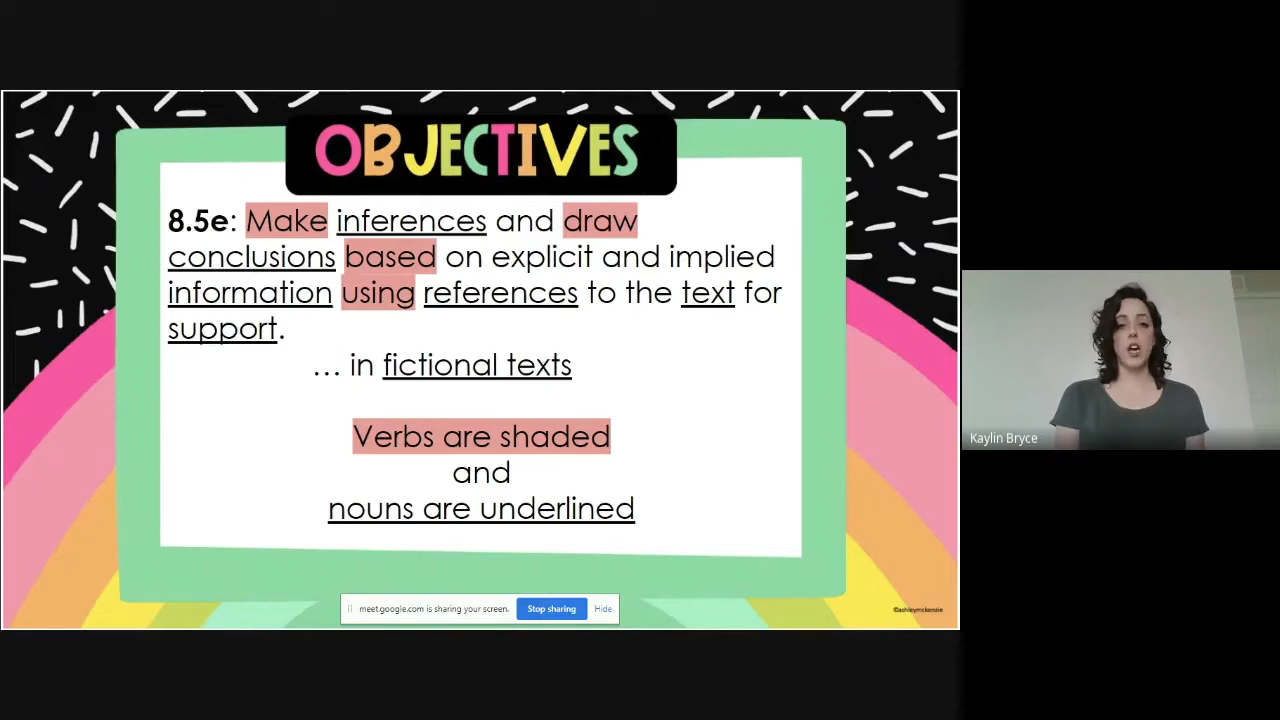 OBJECTIVES
8.5e: Make inferences and draw
conclusions based on explicit and implied
information using references to the text for
support.
… in fictional texts
Verbs are shaded
and
nouns are underlined
meet.google.com is sharing your screen.
Stop sharing
Hide
©ashleymckenzie
Kaylin Bryce